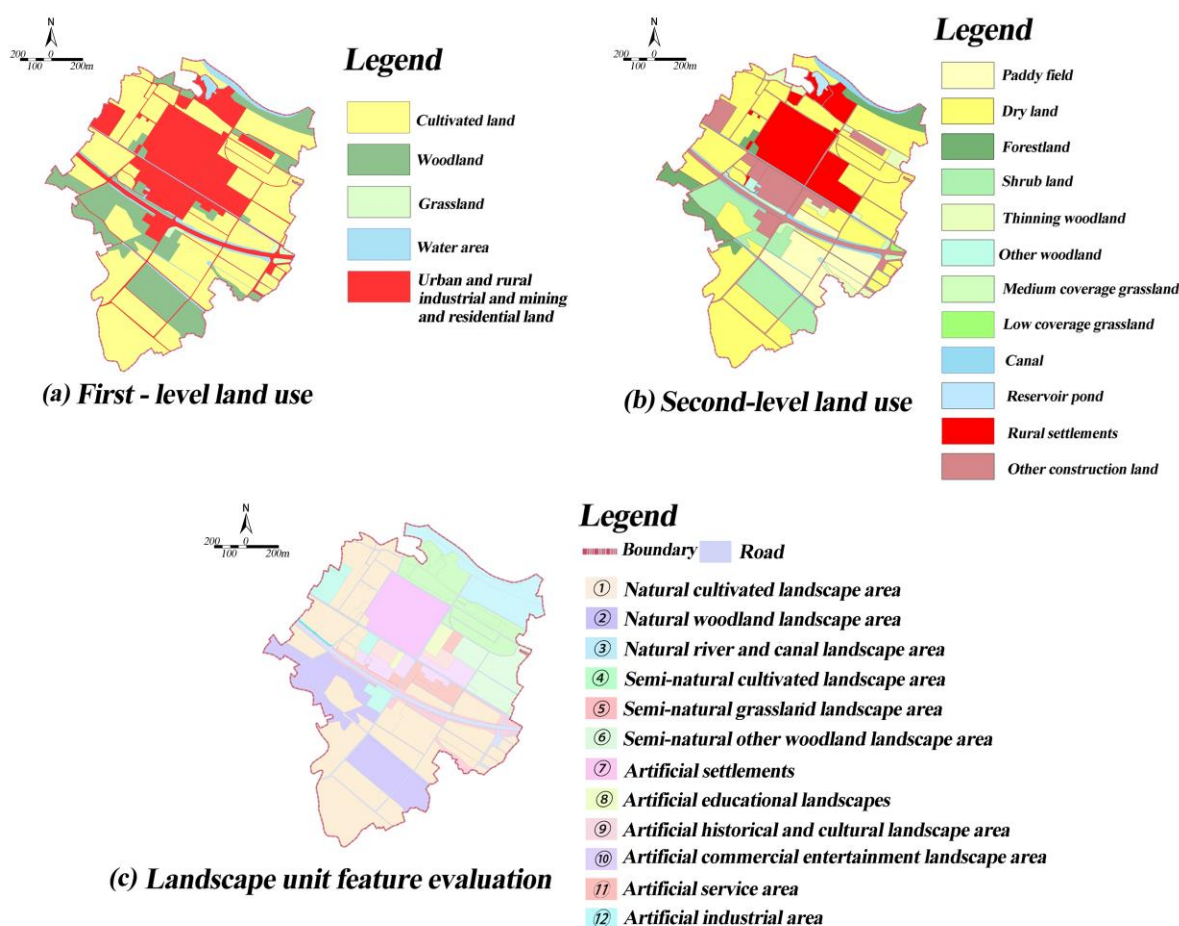 N
200 0
100 200m
Legend
Cultivated land
Woodland
Grassland
Water area
Urban and rural
industrial and mining
and residential land
(a) First - level land use
N
200 0
100 200m
Legend
Paddy field
Dry land
Forestland
Shrub land
Thinning woodland
Other woodland
Medium coverage grassland
Low coverage grassland
Canal
Reservoir pond
Rural settlements
Other construction land
(b) Second-level land use
N
200 0
100 200m
Legend
Boundary Road
① Natural cultivated landscape area
② Natural woodland landscape area
③ Natural river and canal landscape area
④ Semi-natural cultivated landscape area
⑤ Semi-natural grassland landscape area
⑥ Semi-natural other woodland landscape area
⑦ Artificial settlements
⑧ Artificial educational landscapes
⑨ Artificial historical and cultural landscape area
⑩ Artificial commercial entertainment landscape area
⑪ Artificial service area
⑫ Artificial industrial area
(c) Landscape unit feature evaluation